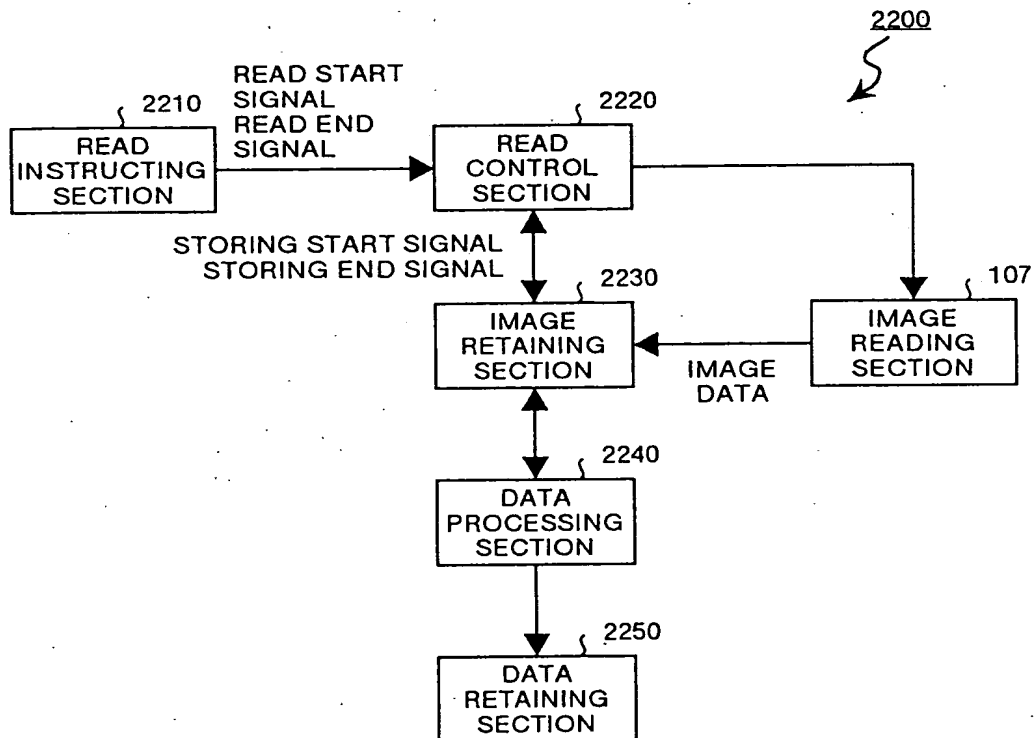 2200
READ START
SIGNAL
READ END
SIGNAL
2210
READ
INSTRUCTING
SECTION
2220
READ
CONTROL
SECTION
STORING START SIGNAL
STORING END SIGNAL
2230
IMAGE
RETAINING
SECTION
107
IMAGE
READING
SECTION
IMAGE
DATA
2240
DATA
PROCESSING
SECTION
2250
DATA
RETAINING
SECTION